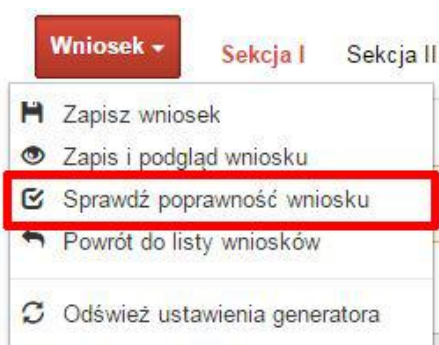 Wniosek Sekcja I Sekcja II
Zapisz wniosek
Zapis i podgląd wniosku
Sprawdź poprawność wniosku
Powrót do listy wniosków
Odśwież ustawienia generatora